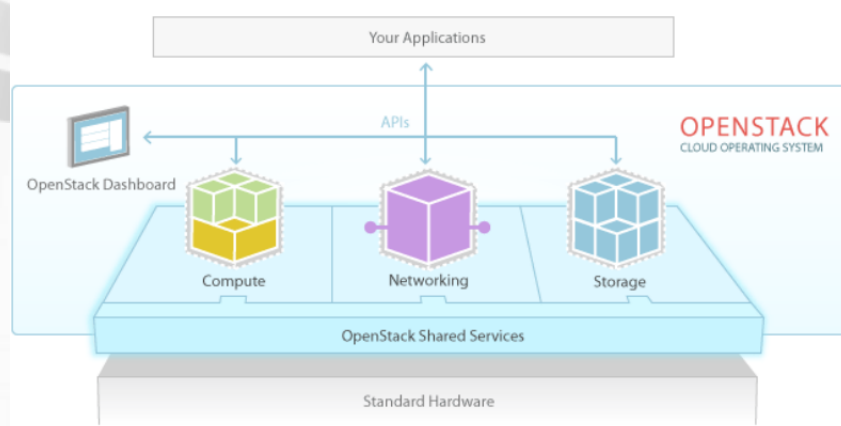 Your Applications
APIs
OPENSTACK
CLOUD OPERATING SYSTEM
OpenStack Dashboard
Compute
Networking
Storage
OpenStack Shared Services
Standard Hardware